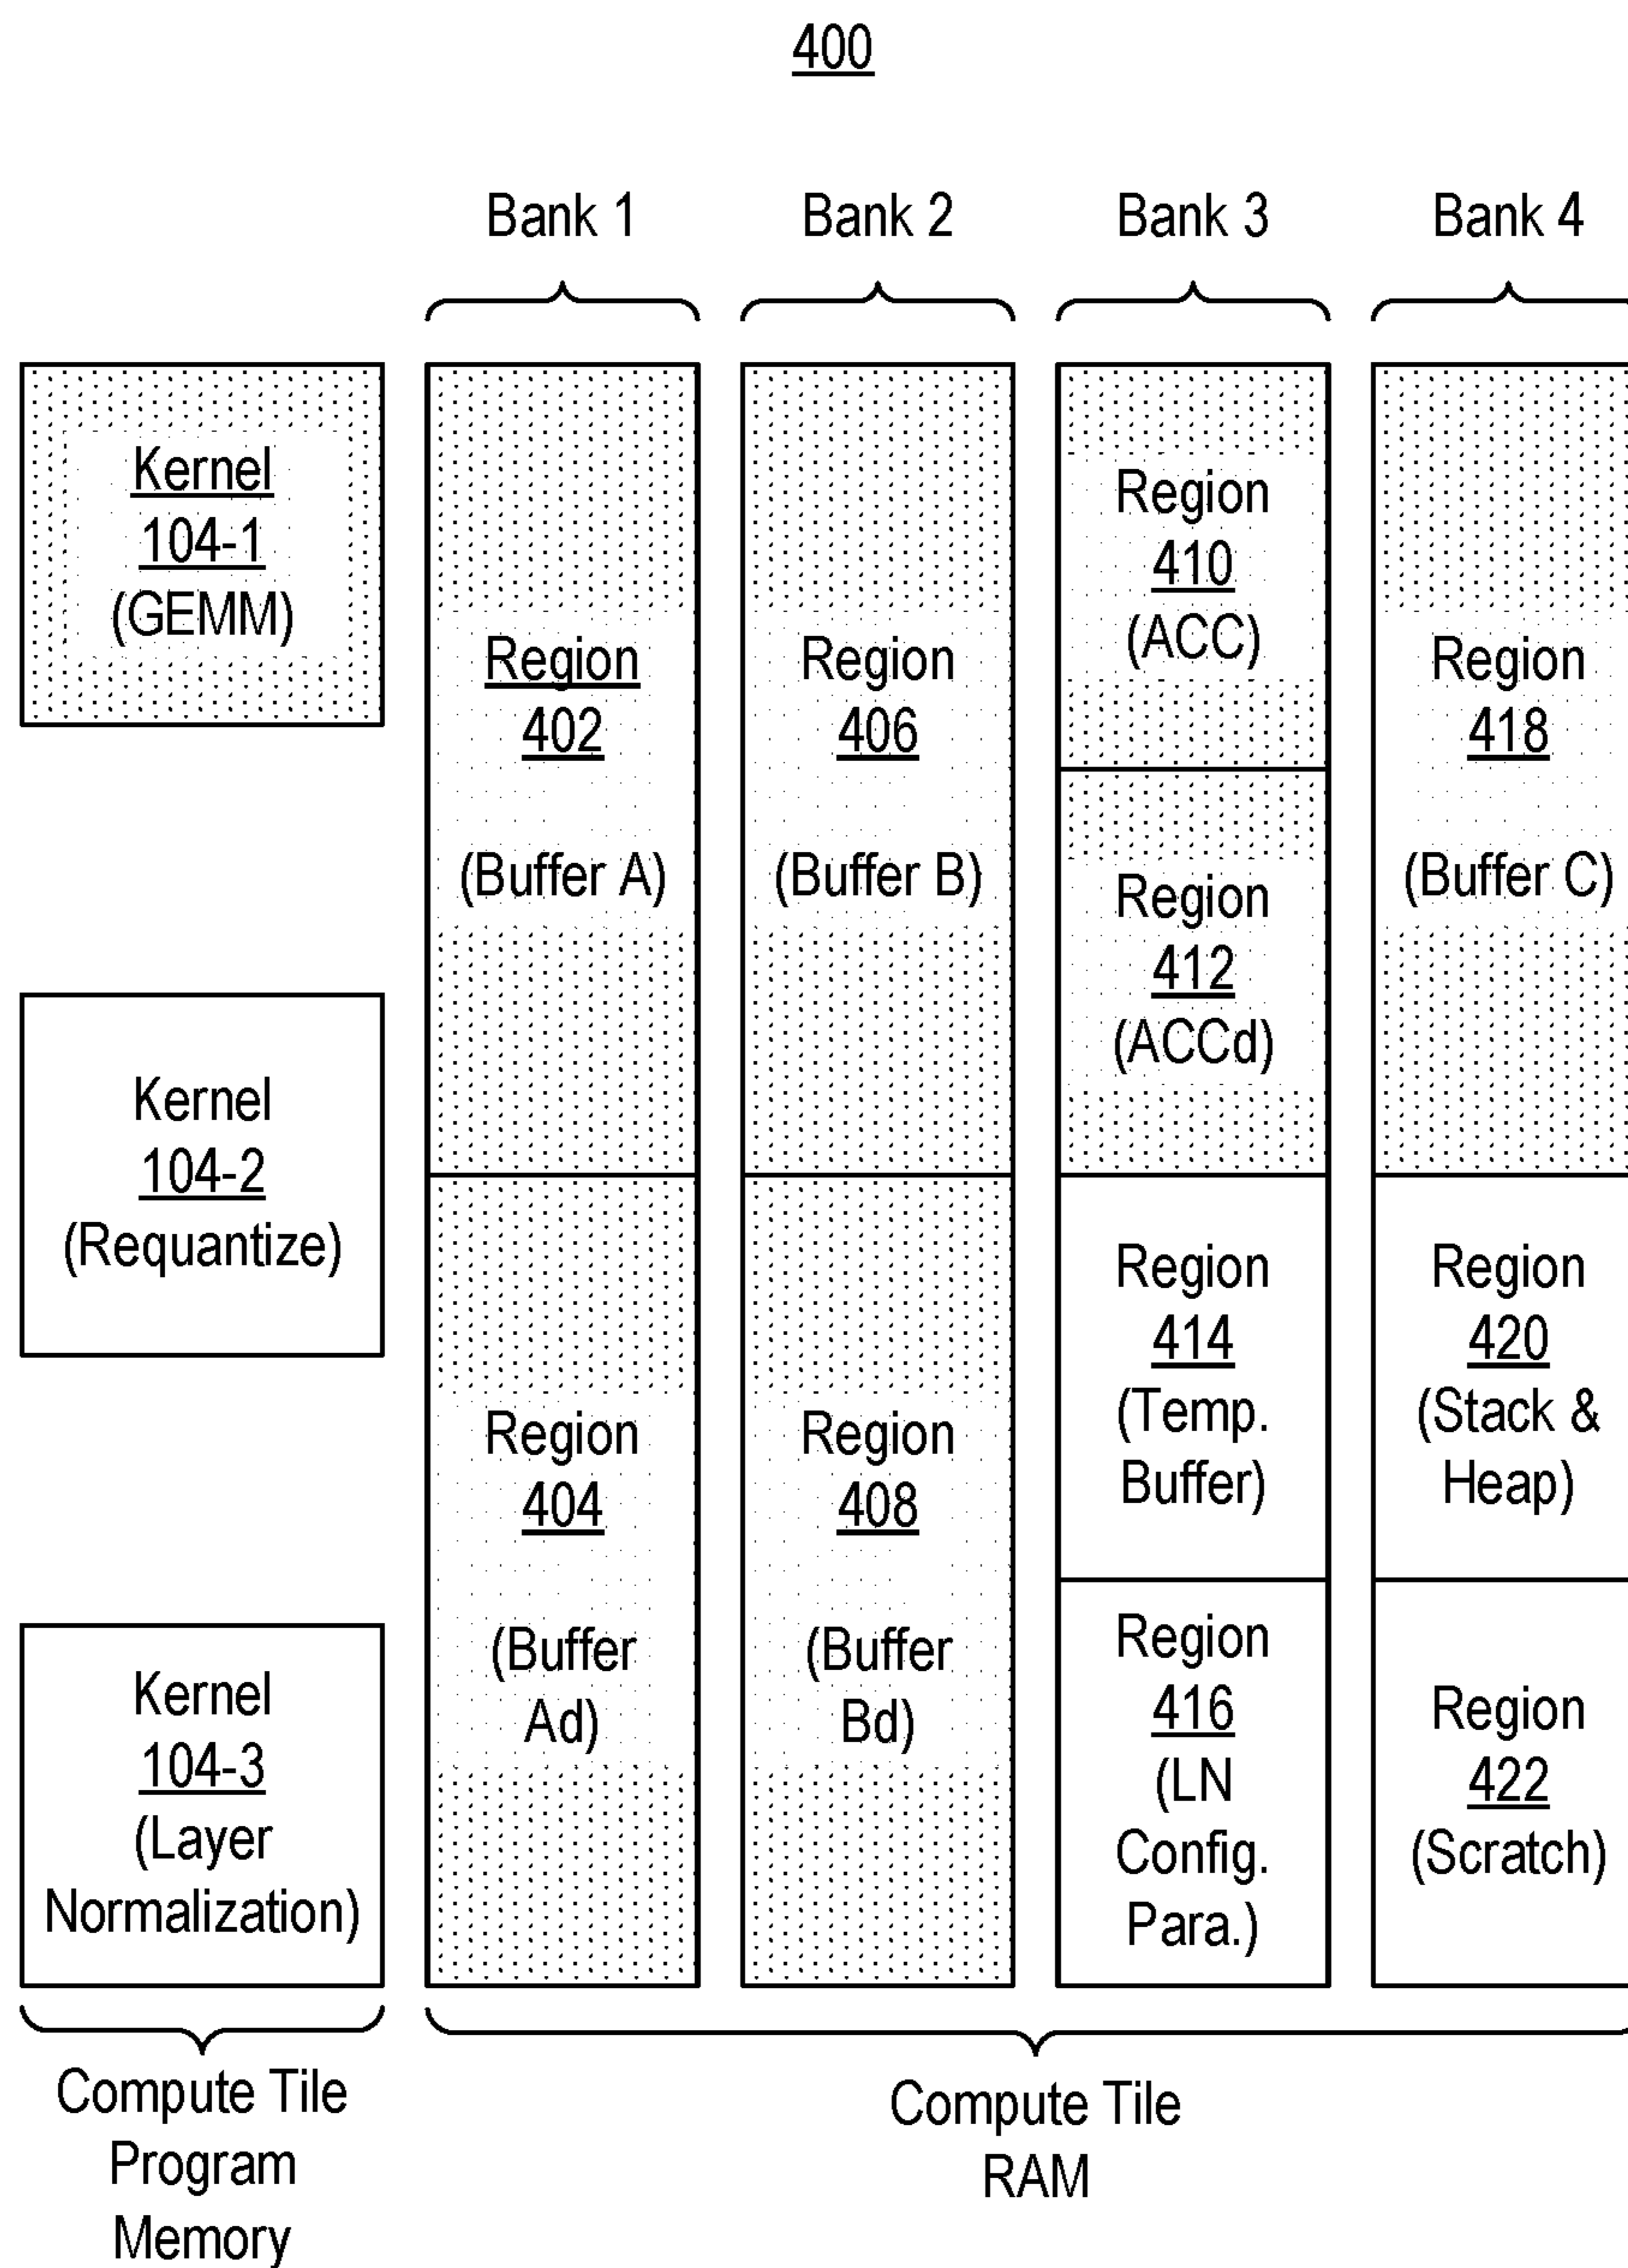 400
Bank 1
Bank 2
Bank 3
Bank 4
Kernel
104-1
(GEMM)
Kernel
104-2
(Requantize)
Kernel
104-3
(Layer
Normalization)
Region
402
(Buffer A)
Region
404
(Buffer
Ad)
Region
406
(Buffer B)
Region
408
(Buffer
Bd)
Region
410
(ACC)
Region
412
(ACCd)
Region
414
(Temp.
Buffer)
Region
416
(LN
Config.
Para.)
Region
418
(Buffer C)
Region
420
(Stack &
Heap)
Region
422
(Scratch)
Compute Tile
Program
Memory
Compute Tile
RAM